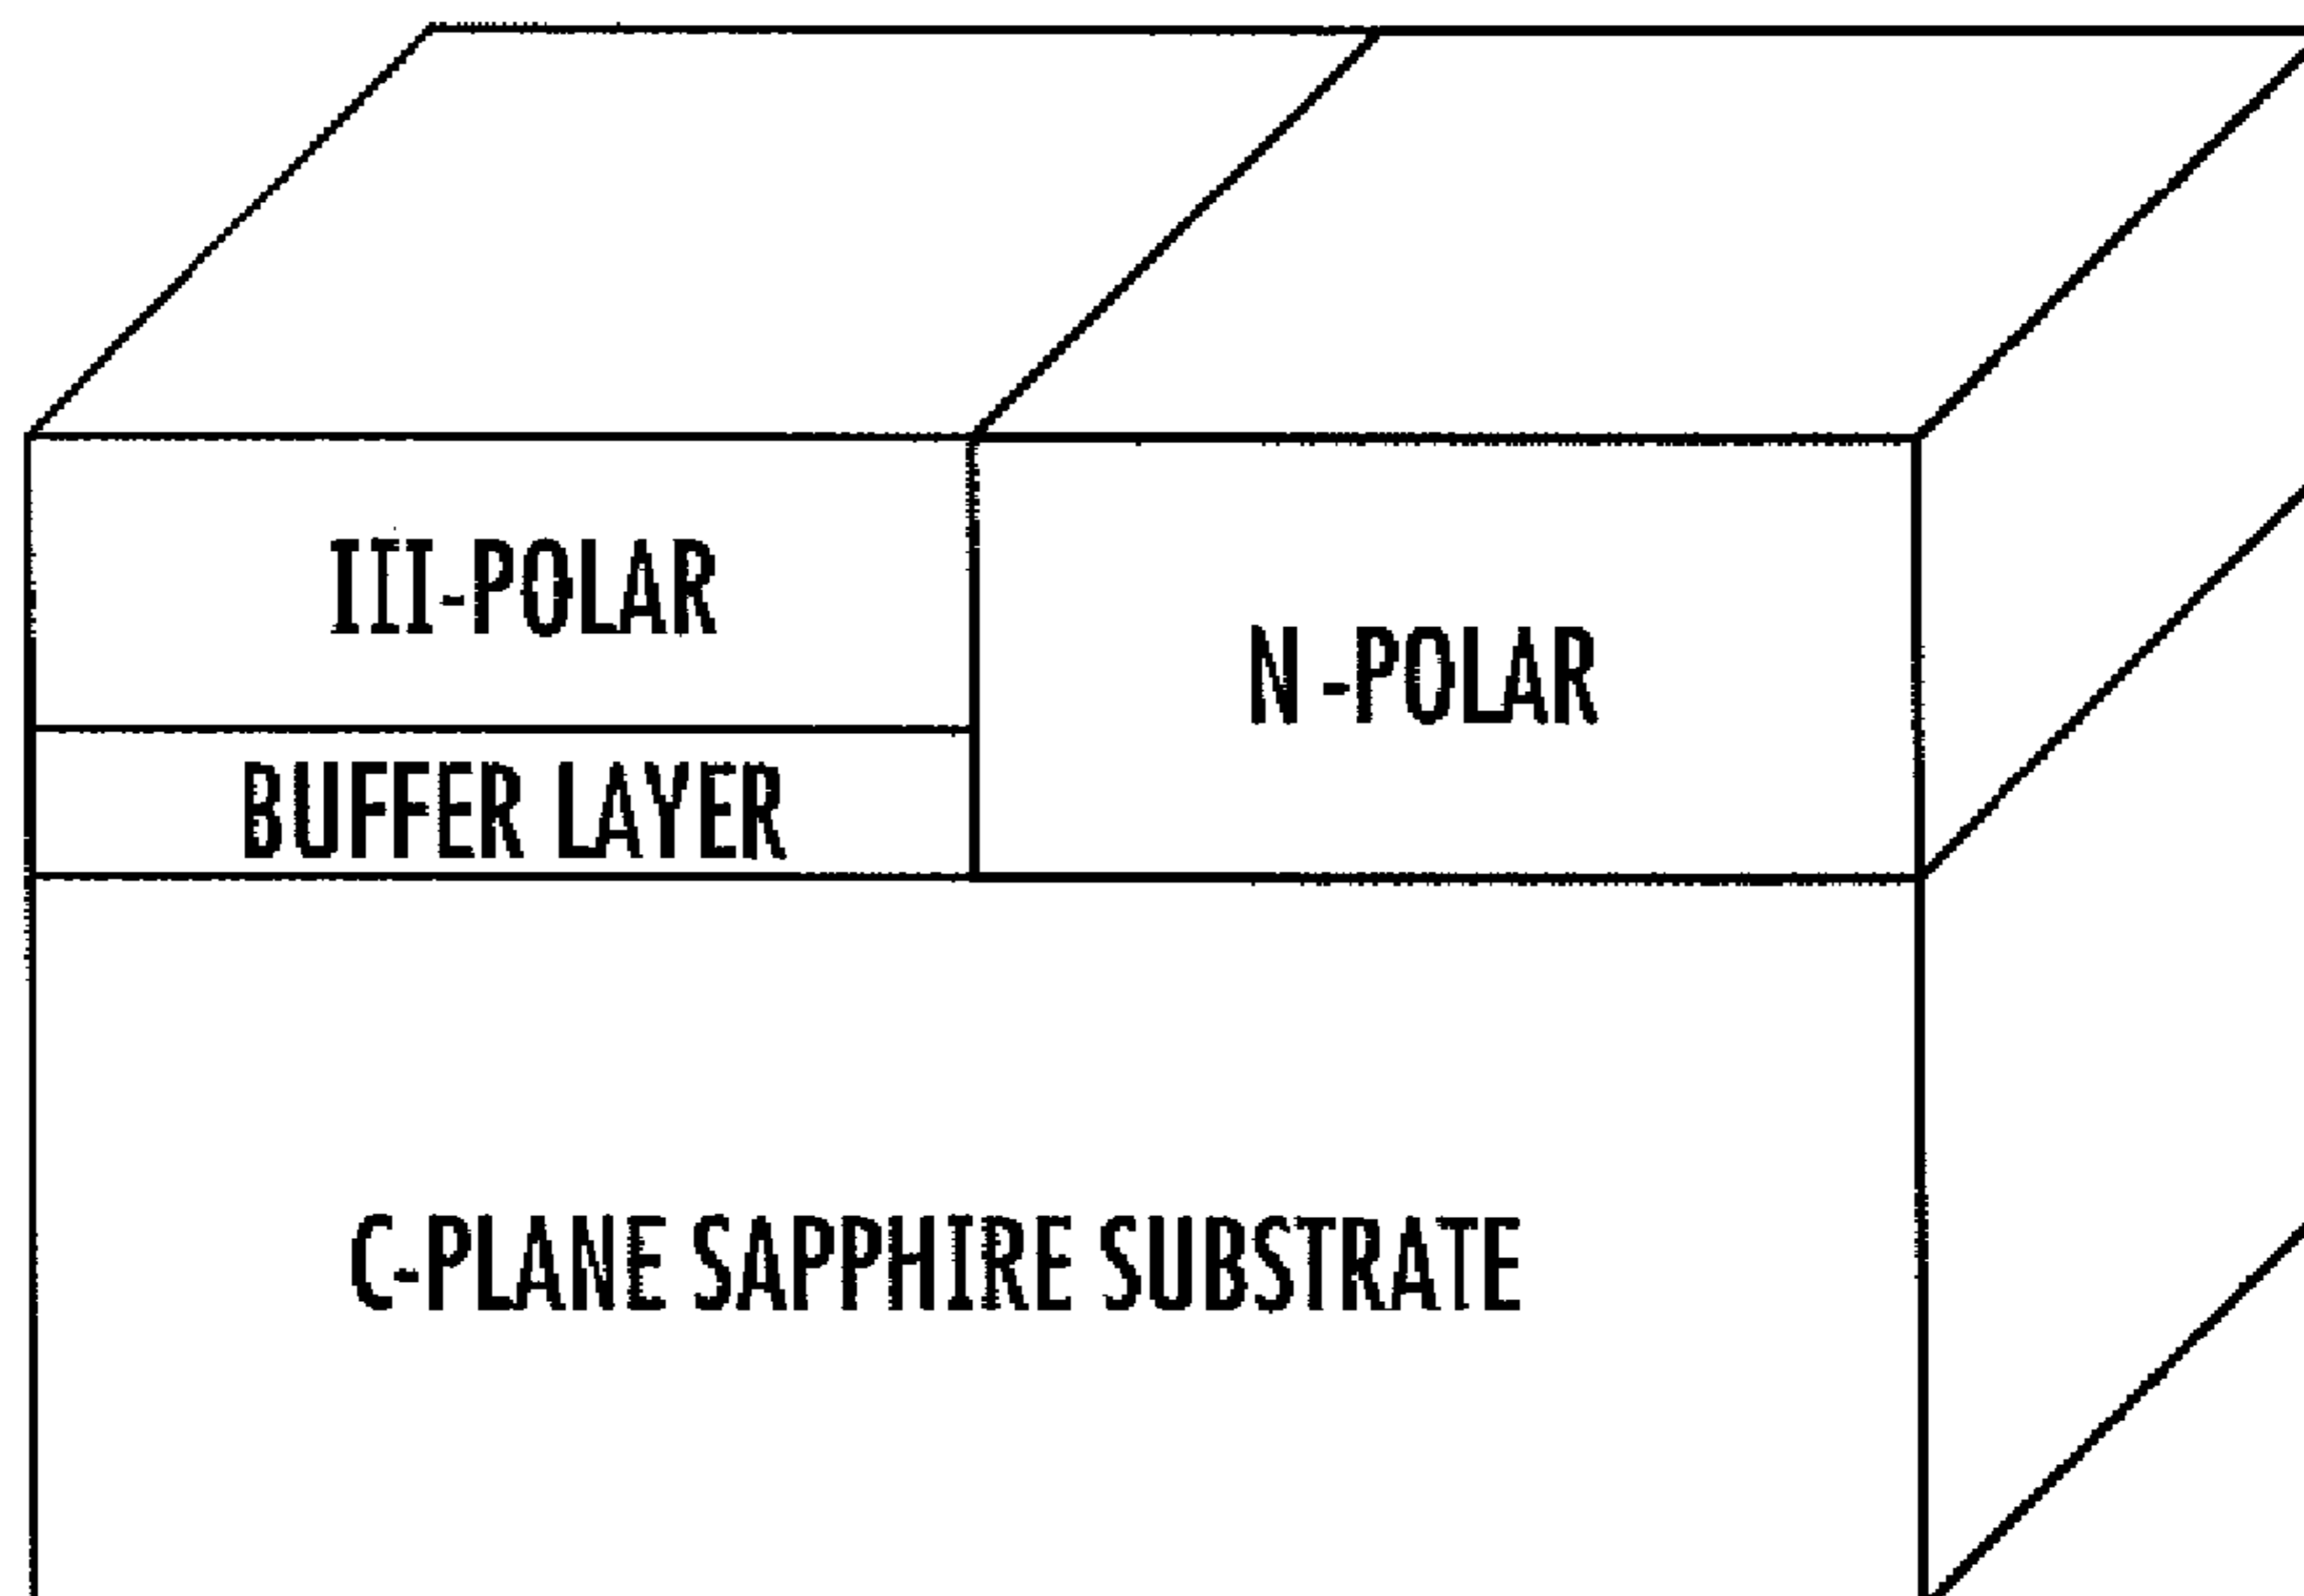 III-POLAR
N-POLAR
BUFFER LAYER
C-PLANE SAPPHIRE SUBSTRATE